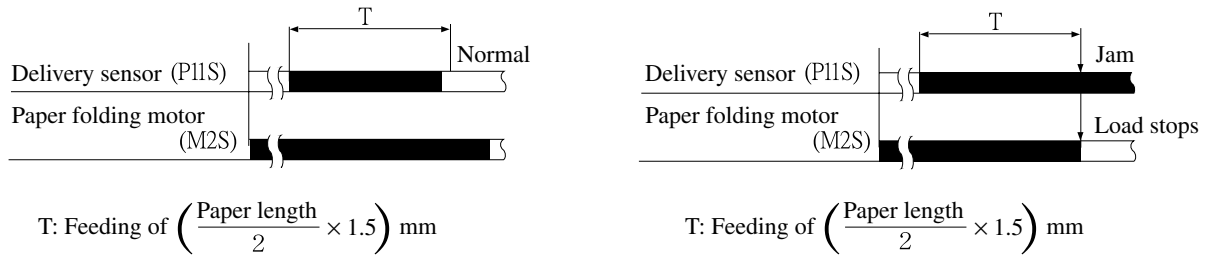 T
Normal
Delivery sensor (P11S)
Paper folding motor
(M2S)
T: Feeding of (Paper length / 2 × 1.5) mm
T
Jam
Delivery sensor (P11S)
Paper folding motor
(M2S)
Load stops
T: Feeding of (Paper length / 2 × 1.5) mm